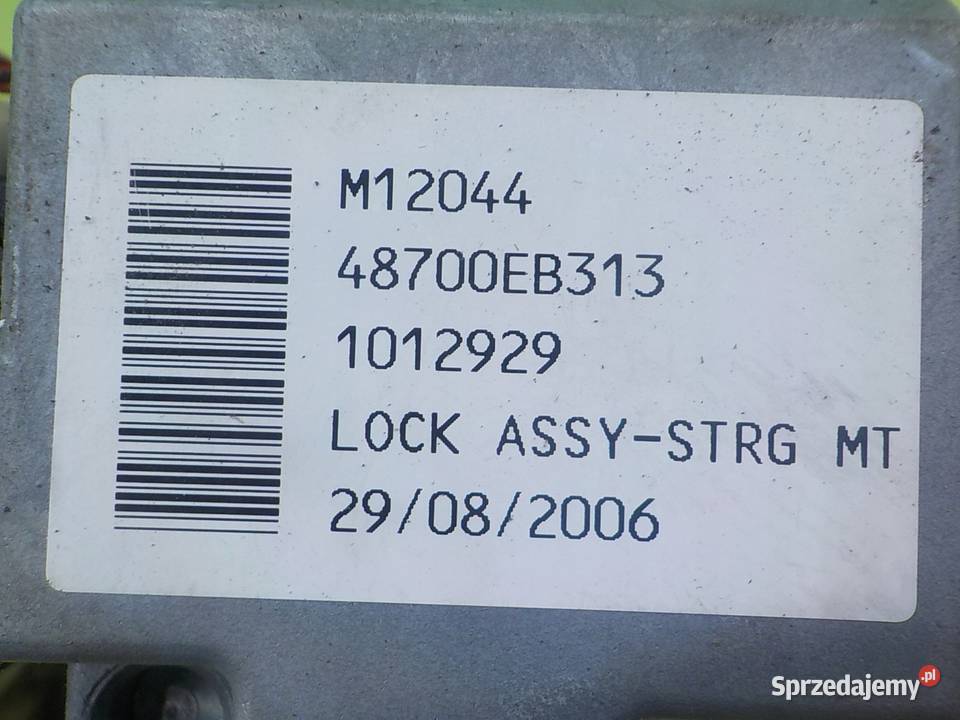 M12044
48700EB313
1012929
LOCK ASSY-STRG MT
29/08/2006
Sprzedajemy.pl